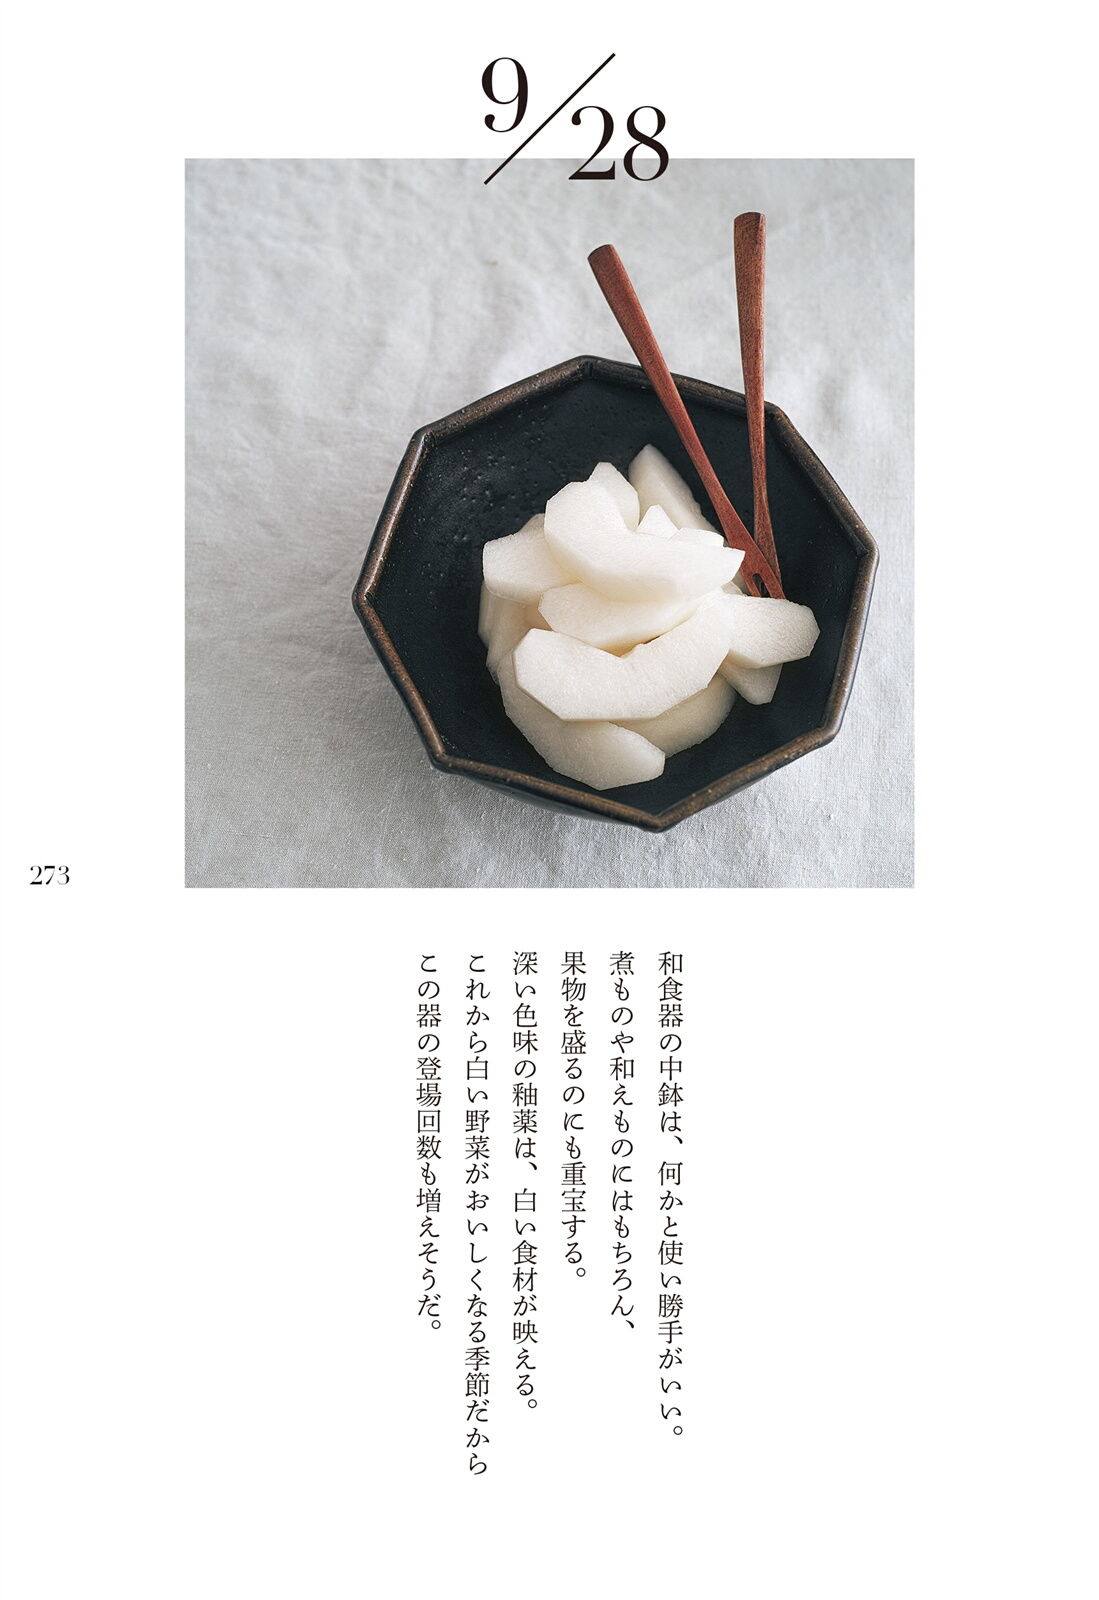 9/28
和食器の中鉢は、何かと使い勝手がいい。
煮ものや和えものにはもちろん、
果物を盛るのにも重宝する。
深い色味の釉薬は、白い食材が映える。
これから白い野菜がおいしくなる季節だから
この器の登場回数も増えそうだ。
273